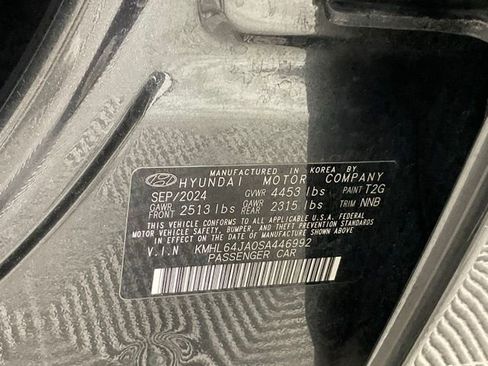 MANUFACTURED IN KOREA BY
HYUNDAI MOTOR COMPANY
SEP/2024 GVWR 4453 lbs PAINT T2G
GAWR FRONT 2513 lbs GAWR REAR 2315 lbs TRIM NNB
THIS VEHICLE CONFORMS TO ALL APPLICABLE U.S.A. FEDERAL
MOTOR VEHICLE SAFETY, BUMPER, AND THEFT PREVENTION
STANDARDS IN EFFECT ON THE DATE OF MANUFACTURE SHOWN ABOVE.
V.I.N KMHL64JA0SA446992
PASSENGER CAR